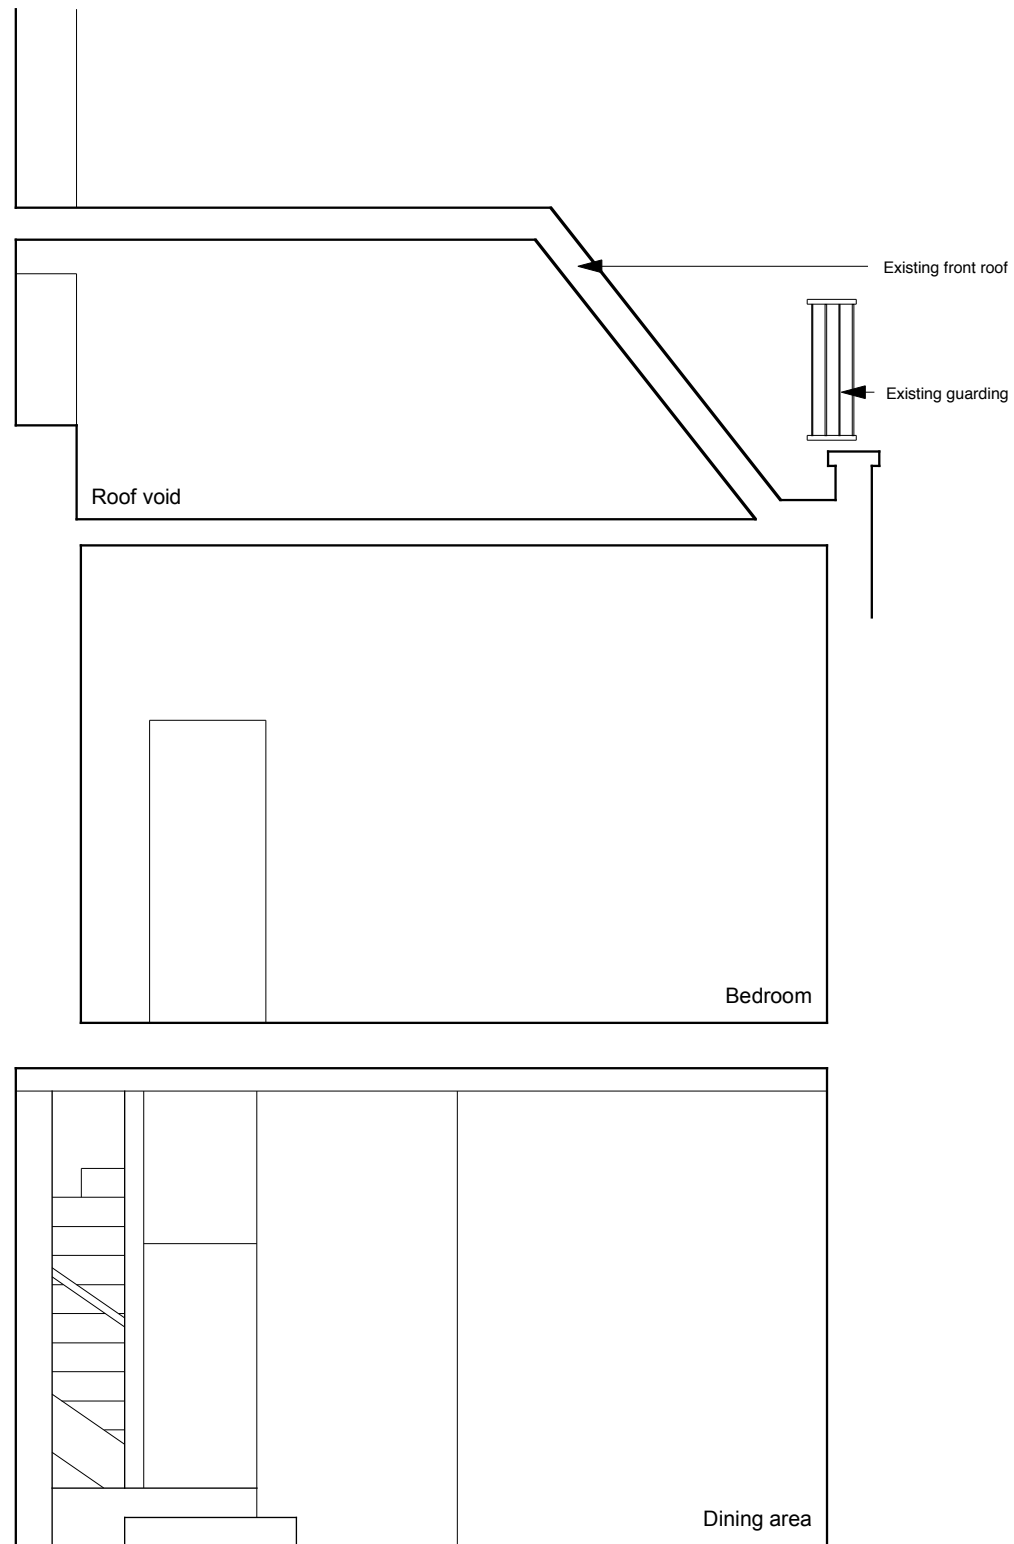 Existing front roof
Existing guarding
Roof void
Bedroom
Dining area